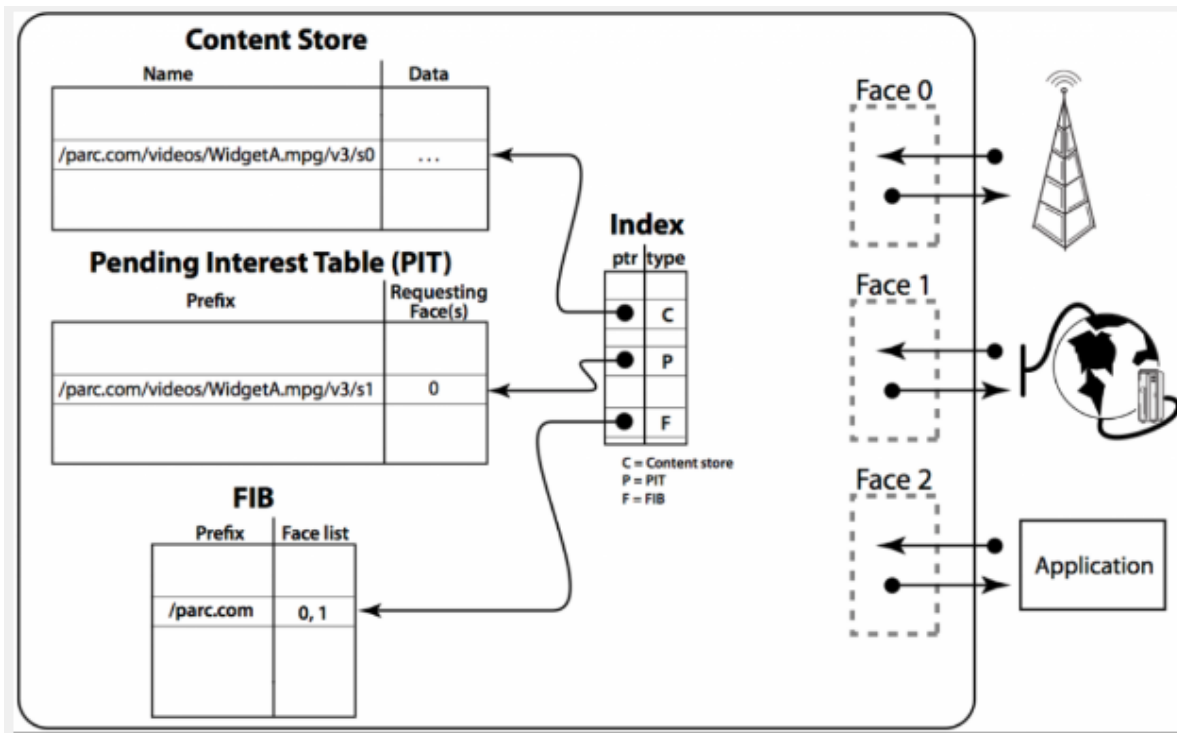 Content Store
Name Data
/parc.com/videos/WidgetA.mpg/v3/s0 ...
Pending Interest Table (PIT)
Prefix Requesting
Face(s)
/parc.com/videos/WidgetA.mpg/v3/s1 0
FIB
Prefix Face list
/parc.com 0, 1
Index
ptr type
C
P
F
C = Content store
P = PIT
F = FIB
Face 0
Face 1
Face 2
Application